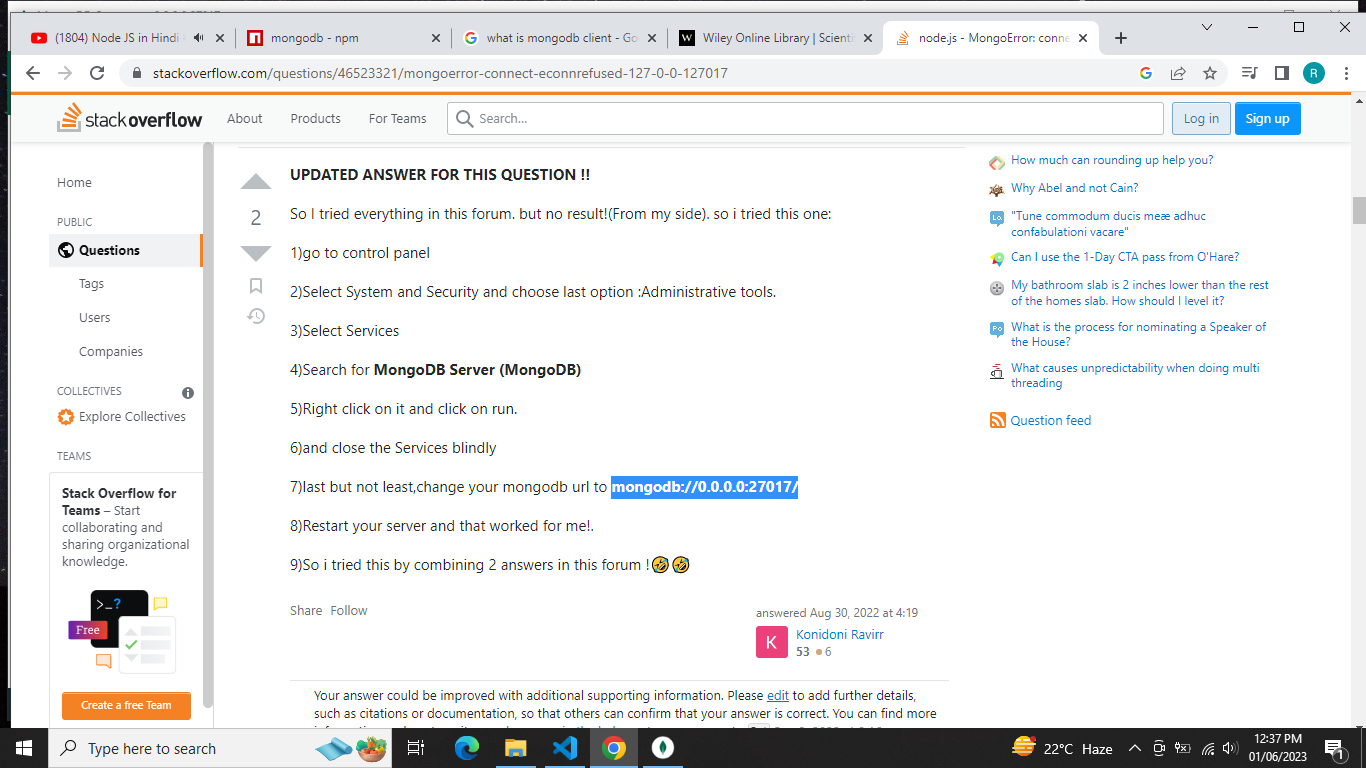 (1804) Node JS in Hindi
mongodb - npm
what is mongodb client - Go
Wiley Online Library | Scient
node.js - MongoError: conne
stackoverflow.com/questions/46523321/mongoerror-connect-econnrefused-127-0-0-127017
R
stackoverflow
About
Products
For Teams
Search...
Log in
Sign up
Home
PUBLIC
Questions
Tags
Users
Companies
COLLECTIVES
Explore Collectives
TEAMS
Stack Overflow for
Teams – Start
collaborating and
sharing organizational
knowledge.
>_?
Free
Create a free Team
2
UPDATED ANSWER FOR THIS QUESTION !!
So I tried everything in this forum. but no result!(From my side). so i tried this one:
1)go to control panel
2)Select System and Security and choose last option :Administrative tools.
3)Select Services
4)Search for MongoDB Server (MongoDB)
5)Right click on it and click on run.
6)and close the Services blindly
7)last but not least,change your mongodb url to mongodb://0.0.0.0:27017/
8)Restart your server and that worked for me!.
9)So i tried this by combining 2 answers in this forum !🤣🤣
Share Follow
answered Aug 30, 2022 at 4:19
K
Konidoni Ravirr
53 ●6
Your answer could be improved with additional supporting information. Please edit to add further details,
such as citations or documentation, so that others can confirm that your answer is correct. You can find more
How much can rounding up help you?
Why Abel and not Cain?
"Tune commodum ducis meæ adhuc
confabulationi vacare"
Can I use the 1-Day CTA pass from O'Hare?
My bathroom slab is 2 inches lower than the rest
of the homes slab. How should I level it?
What is the process for nominating a Speaker of
the House?
What causes unpredictability when doing multi
threading
Question feed
Type here to search
22°C Haze
12:37 PM
01/06/2023
1